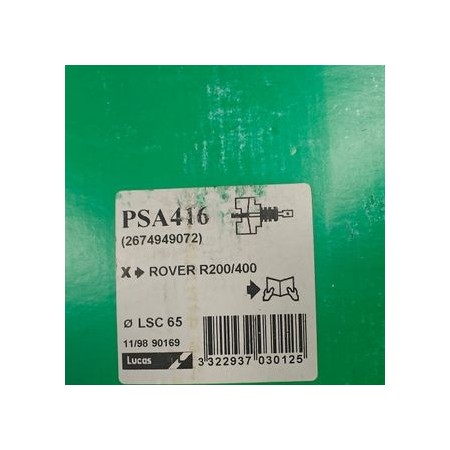 PSA416
(2674949072)
X ROVER R200/400
Ø LSC 65
11/98 90169
Lucas
3 322937 030125